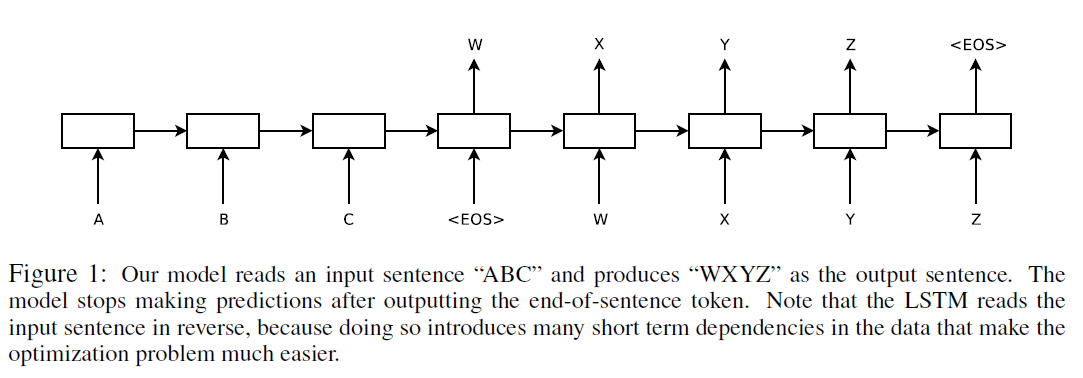 W X Y Z <EOS>
A B C <EOS> W X Y Z
Figure 1: Our model reads an input sentence “ABC” and produces “WXYZ” as the output sentence. The
model stops making predictions after outputting the end-of-sentence token. Note that the LSTM reads the
input sentence in reverse, because doing so introduces many short term dependencies in the data that make the
optimization problem much easier.